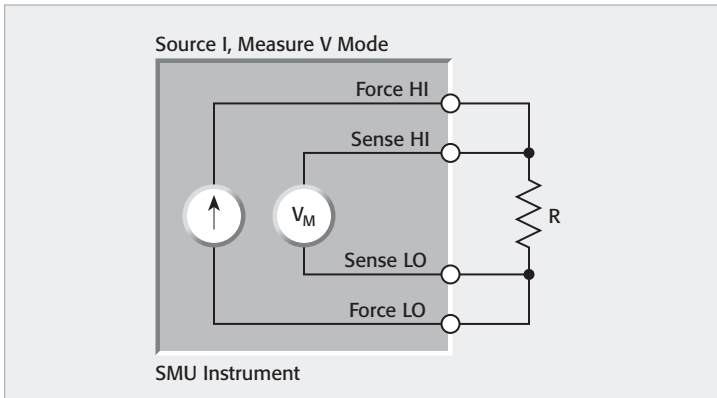 Source I, Measure V Mode
Force HI
Sense HI
VM
R
Sense LO
Force LO
SMU Instrument